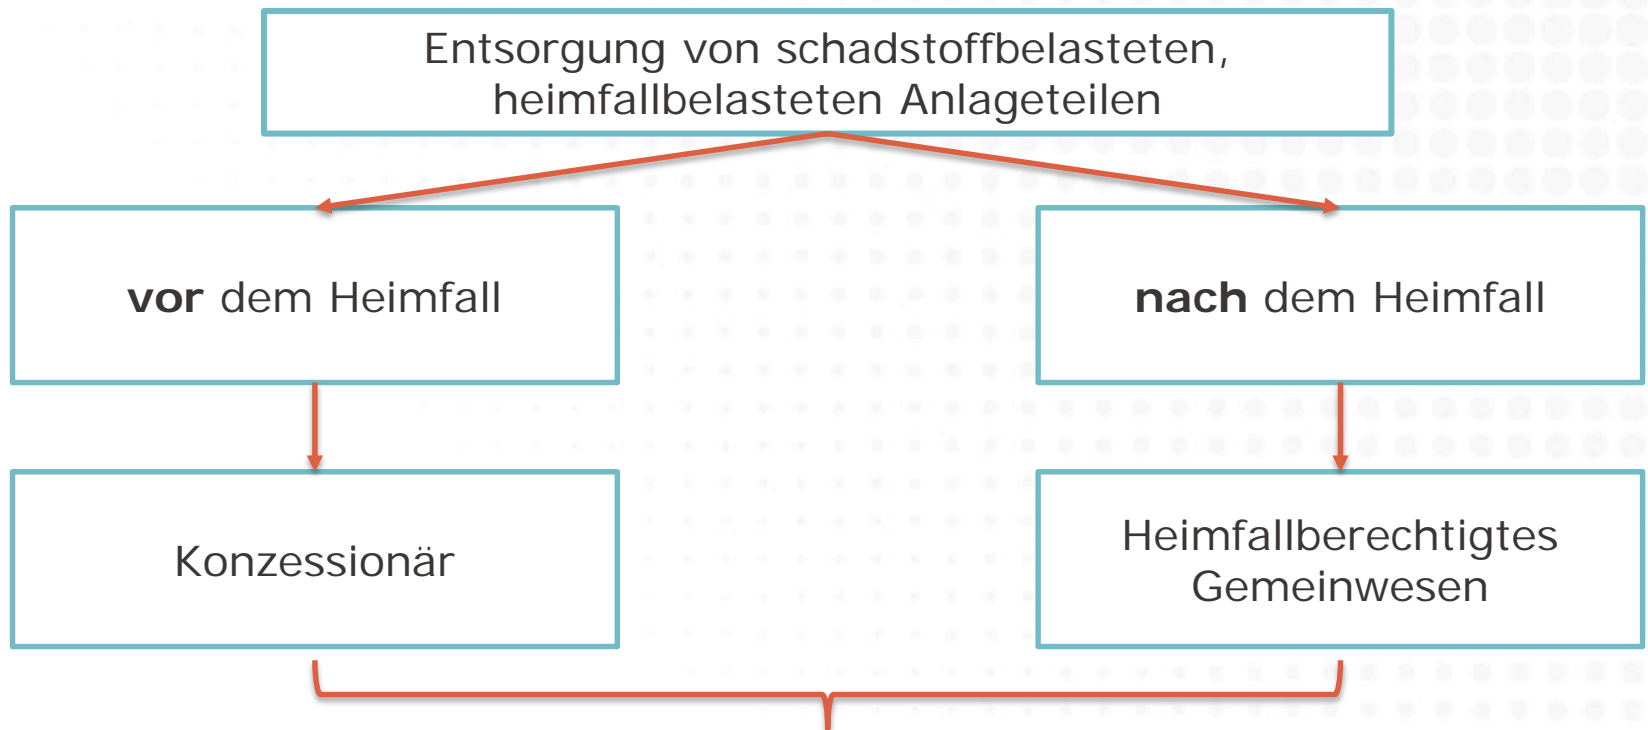 Entsorgung von schadstoffbelasteten,
heimfallbelasteten Anlageteilen
vor dem Heimfall
nach dem Heimfall
Konzessionär
Heimfallberechtigtes
Gemeinwesen